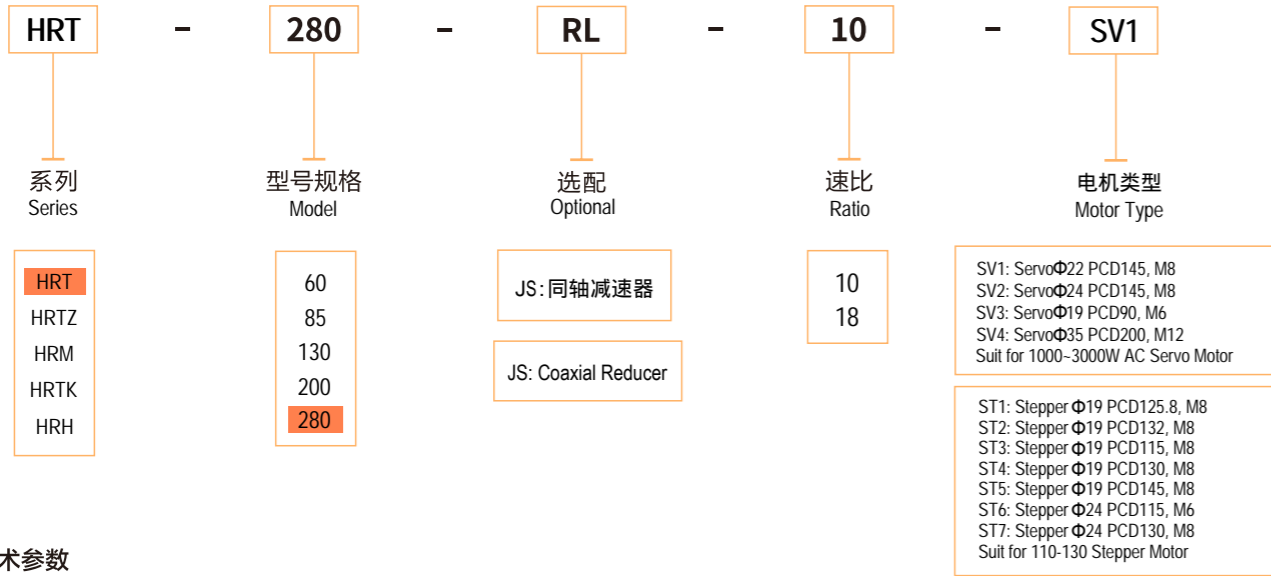 HRT - 280 - RL - 10 - SV1
系列 型号规格 选配 速比 电机类型
Series Model Optional Ratio Motor Type
HRT
HRTZ
HRM
HRTK
HRH
60
85
130
200
280
JS:同轴减速器
JS: Coaxial Reducer
10
18
SV1: ServoΦ22 PCD145, M8
SV2: ServoΦ24 PCD145, M8
SV3: ServoΦ19 PCD90, M6
SV4: ServoΦ35 PCD200, M12
Suit for 1000~3000W AC Servo Motor
ST1: Stepper Φ19 PCD125.8, M8
ST2: Stepper Φ19 PCD132, M8
ST3: Stepper Φ19 PCD115, M8
ST4: Stepper Φ19 PCD130, M8
ST5: Stepper Φ19 PCD145, M8
ST6: Stepper Φ24 PCD115, M6
ST7: Stepper Φ24 PCD130, M8
Suit for 110-130 Stepper Motor
术参数